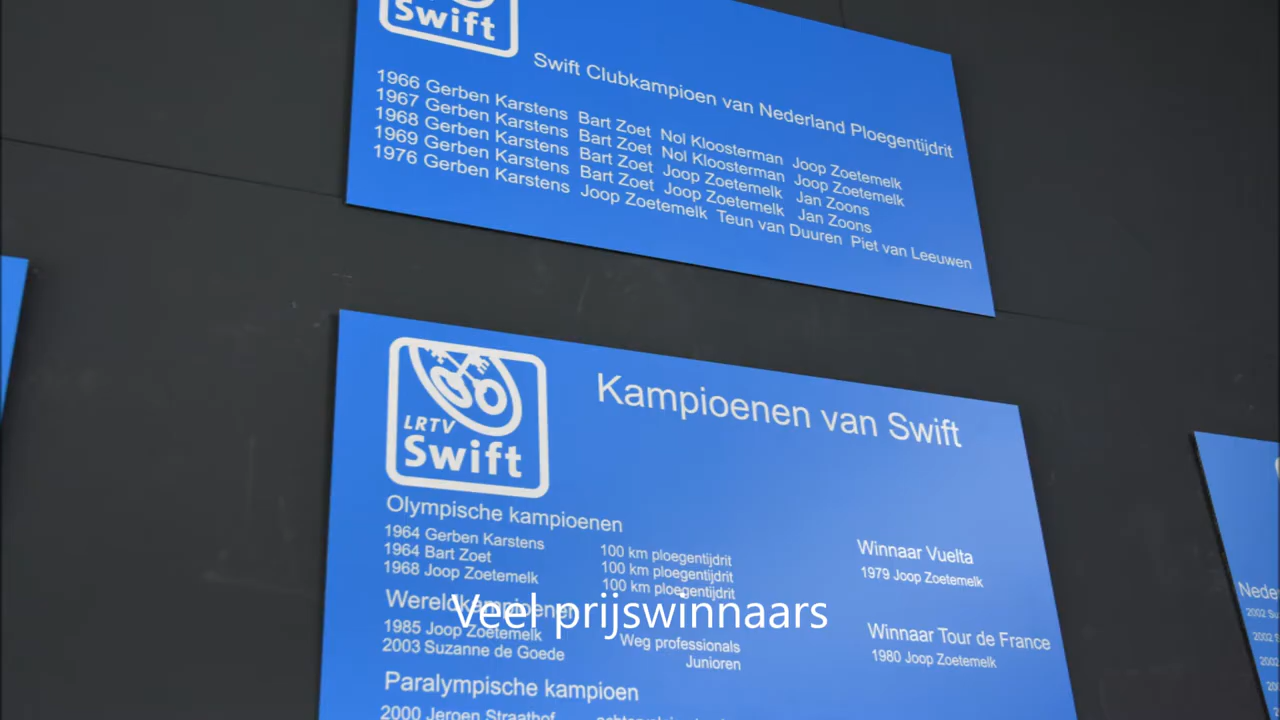 Swift
Swift Clubkampioen van Nederland Ploegentijdrit
1966 Gerben Karstens Bart Zoet Nol Kloosterman Joop Zoetemelk
1967 Gerben Karstens Bart Zoet Nol Kloosterman Joop Zoetemelk
1968 Gerben Karstens Bart Zoet Joop Zoetemelk Jan Zoons
1969 Gerben Karstens Bart Zoet Joop Zoetemelk Jan Zoons
1976 Gerben Karstens Joop Zoetemelk Teun van Duuren Piet van Leeuwen
LRTV
Swift
Kampioenen van Swift
Olympische kampioenen
1964 Gerben Karstens 100 km ploegentijdrit
1964 Bart Zoet 100 km ploegentijdrit
1968 Joop Zoetemelk 100 km ploegentijdrit
Wereldkampioenen
1985 Joop Zoetemelk Weg professionals
2003 Suzanne de Goede Junioren
Paralympische kampioen
2000 Jeroen Straathof
Winnaar Vuelta
1979 Joop Zoetemelk
Winnaar Tour de France
1980 Joop Zoetemelk
Veel prijswinnaars
Nede
2002
2002